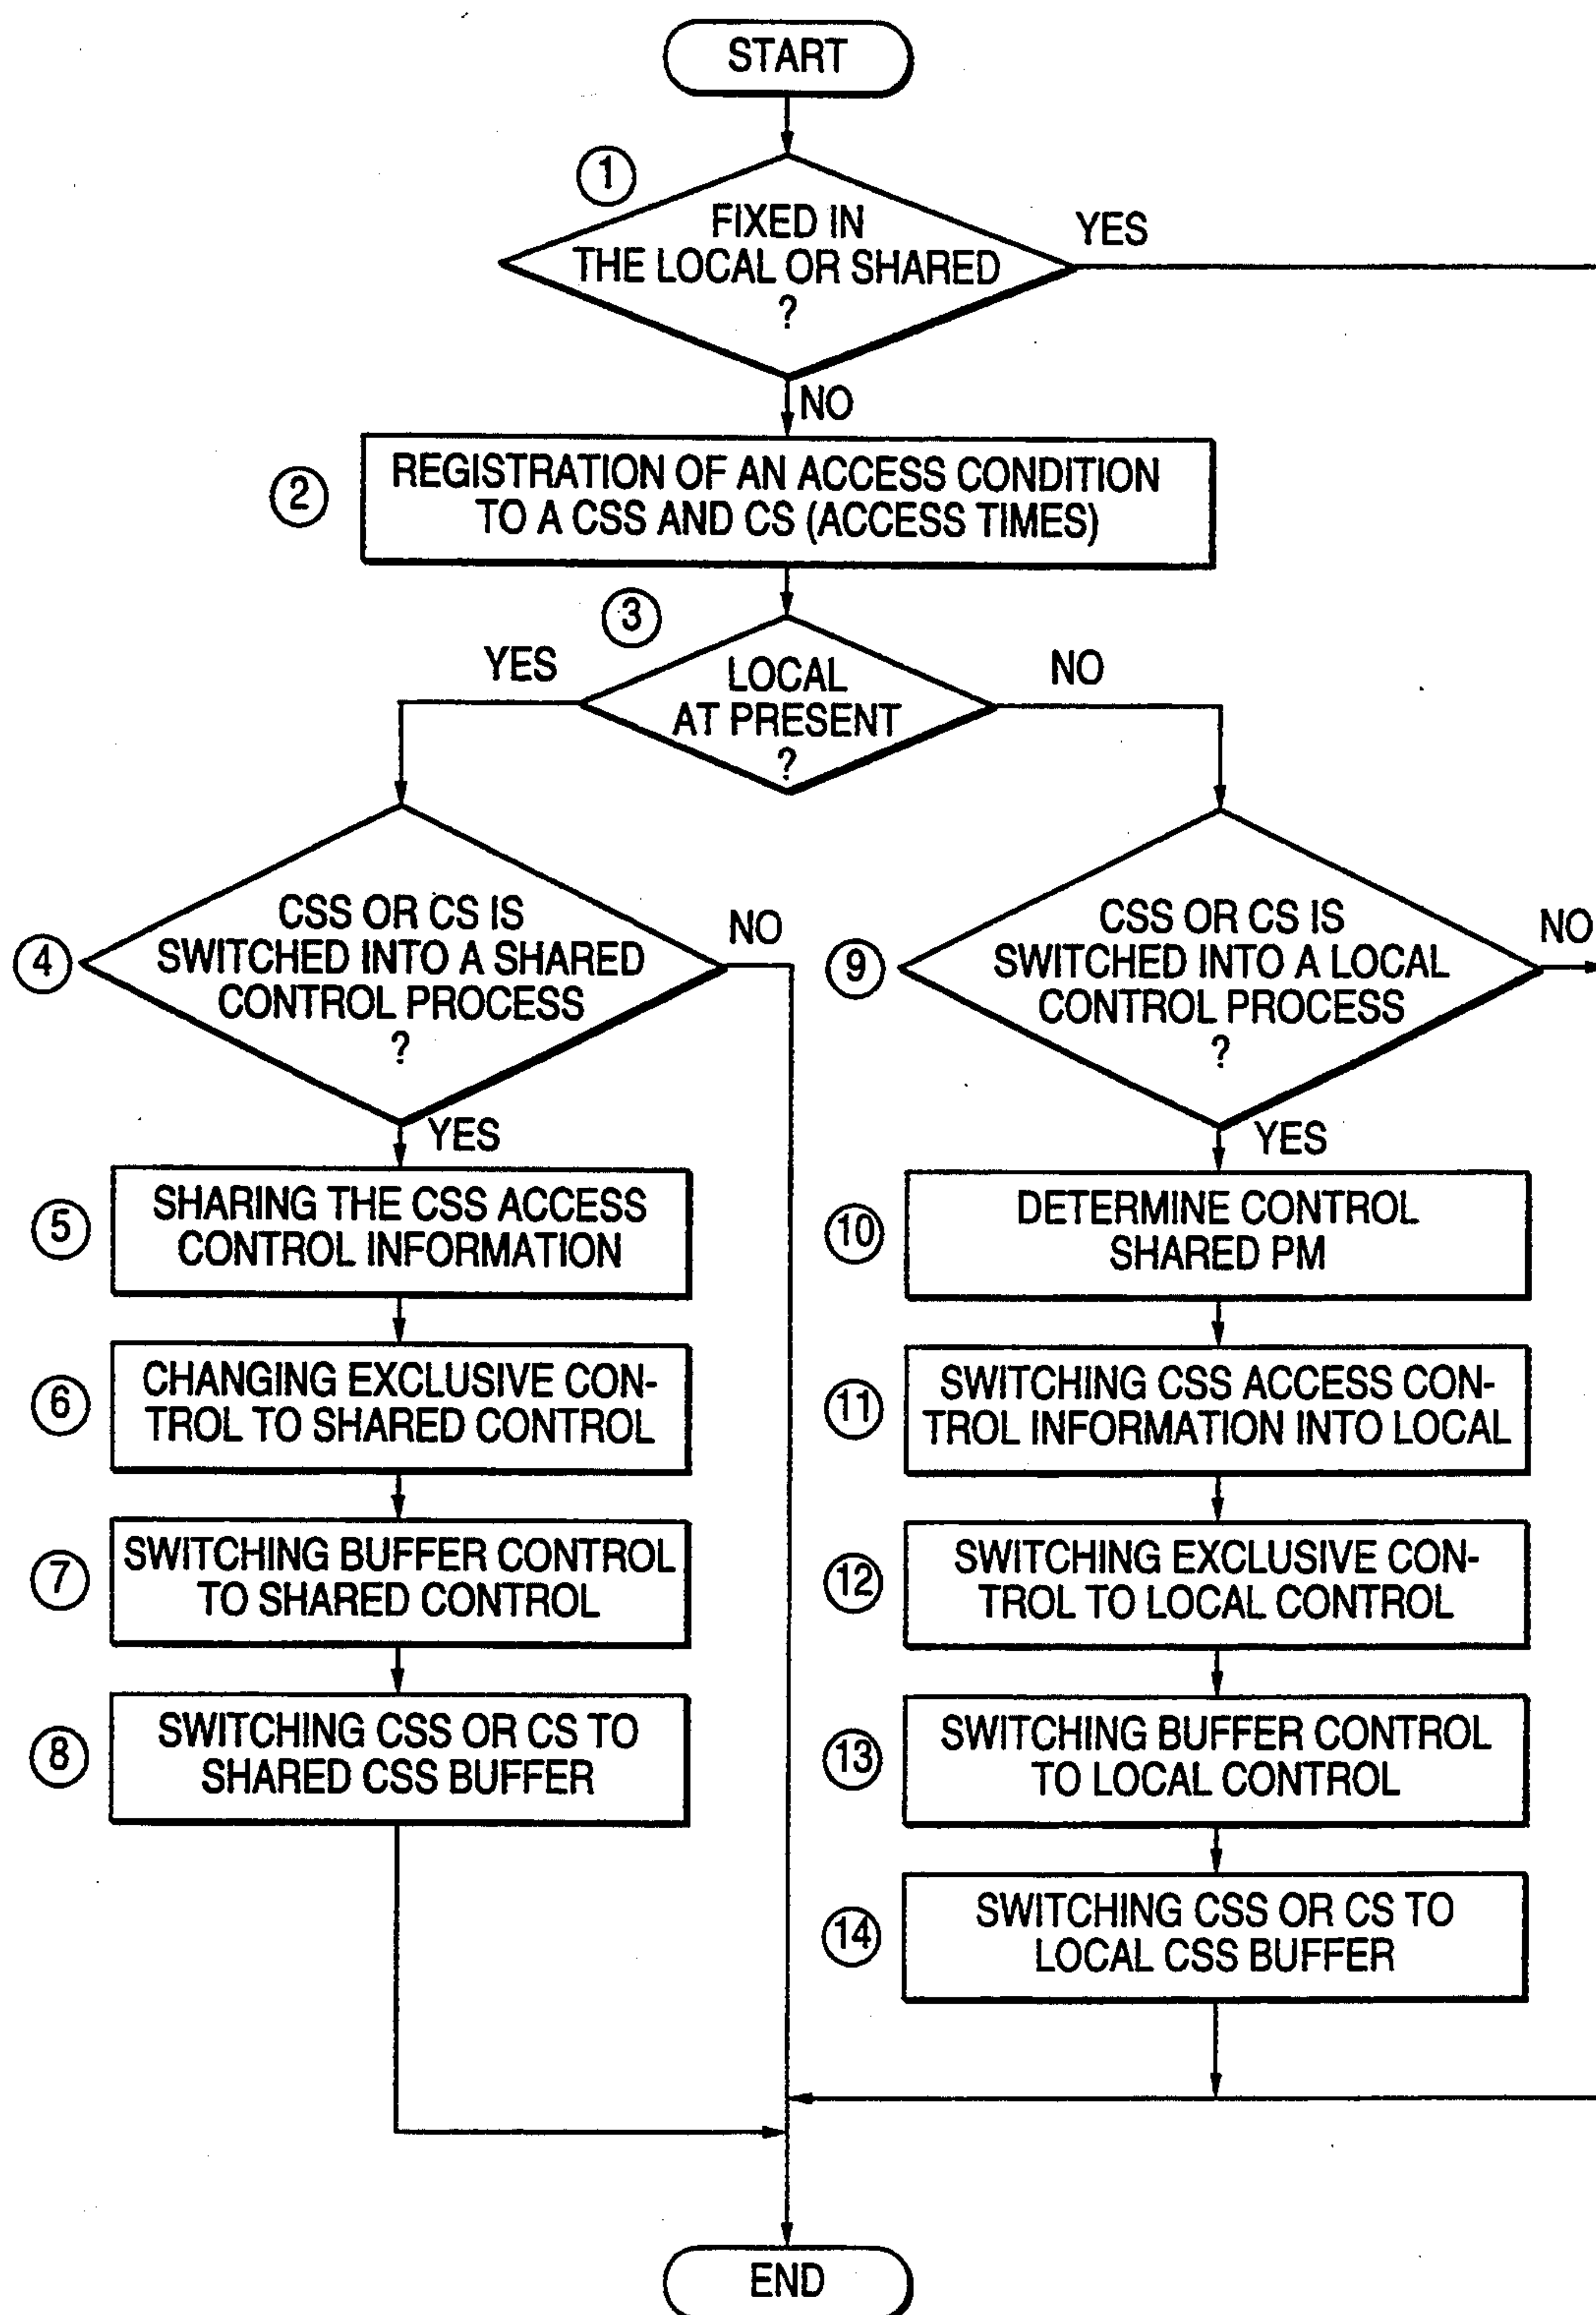 START
1
FIXED IN
THE LOCAL OR SHARED
?
YES
NO
2
REGISTRATION OF AN ACCESS CONDITION
TO A CSS AND CS (ACCESS TIMES)
3
LOCAL
AT PRESENT
?
YES
NO
4
CSS OR CS IS
SWITCHED INTO A SHARED
CONTROL PROCESS
?
NO
YES
5
SHARING THE CSS ACCESS
CONTROL INFORMATION
6
CHANGING EXCLUSIVE CON-
TROL TO SHARED CONTROL
7
SWITCHING BUFFER CONTROL
TO SHARED CONTROL
8
SWITCHING CSS OR CS TO
SHARED CSS BUFFER
9
CSS OR CS IS
SWITCHED INTO A LOCAL
CONTROL PROCESS
?
NO
YES
10
DETERMINE CONTROL
SHARED PM
11
SWITCHING CSS ACCESS CON-
TROL INFORMATION INTO LOCAL
12
SWITCHING EXCLUSIVE CON-
TROL TO LOCAL CONTROL
13
SWITCHING BUFFER CONTROL
TO LOCAL CONTROL
14
SWITCHING CSS OR CS TO
LOCAL CSS BUFFER
END